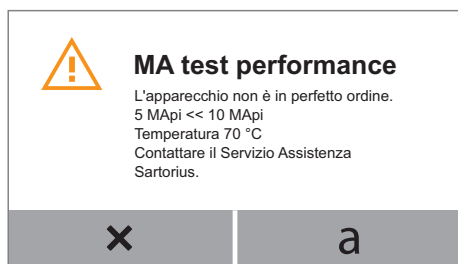 MA test performance
L'apparecchio non è in perfetto ordine.
5 MApi << 10 MApi
Temperatura 70 °C
Contattare il Servizio Assistenza
Sartorius.
a